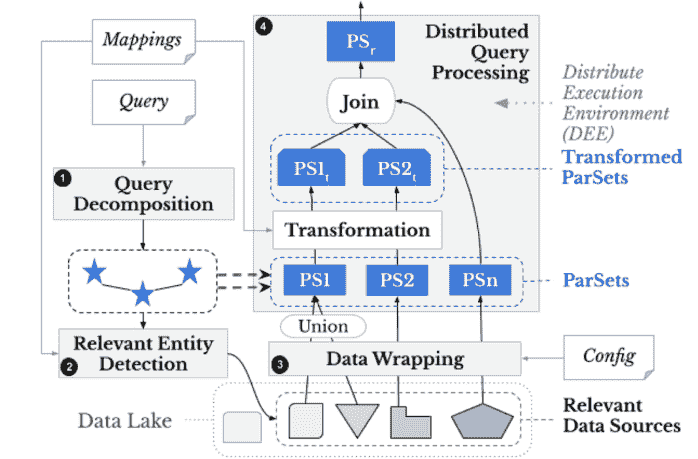 Mappings
Query
1
Query
Decomposition
Relevant Entity
Detection
2
Data Lake
4
PSr
Distributed
Query
Processing
Join
Distribute
Execution
Environment
(DEE)
PS1t
PS2t
Transformed
ParSets
Transformation
PS1
PS2
PSn
ParSets
Union
3
Data Wrapping
Config
Relevant
Data Sources